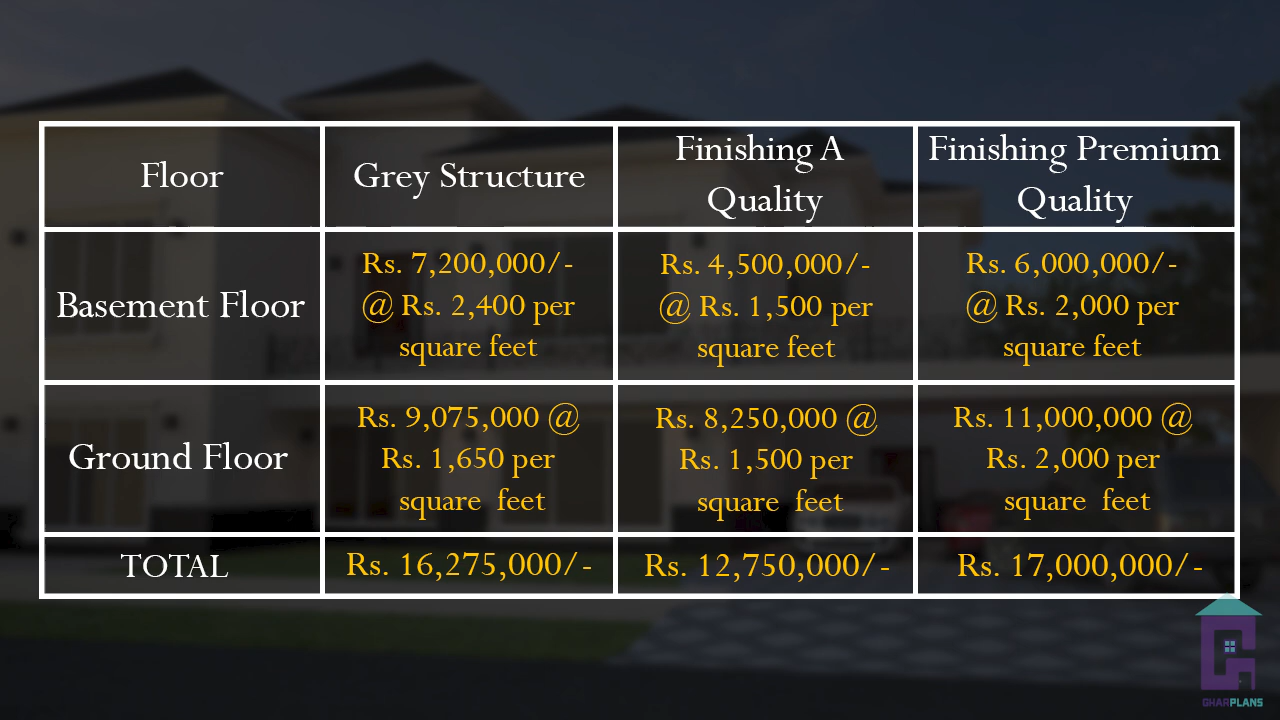 Floor
Grey Structure
Finishing A
Quality
Finishing Premium
Quality
Basement Floor
Rs. 7,200,000/-
@ Rs. 2,400 per
square feet
Rs. 4,500,000/-
@ Rs. 1,500 per
square feet
Rs. 6,000,000/-
@ Rs. 2,000 per
square feet
Ground Floor
Rs. 9,075,000 @
Rs. 1,650 per
square  feet
Rs. 8,250,000 @
Rs. 1,500 per
square  feet
Rs. 11,000,000 @
Rs. 2,000 per
square  feet
TOTAL
Rs. 16,275,000/-
Rs. 12,750,000/-
Rs. 17,000,000/-
GHARPLANS